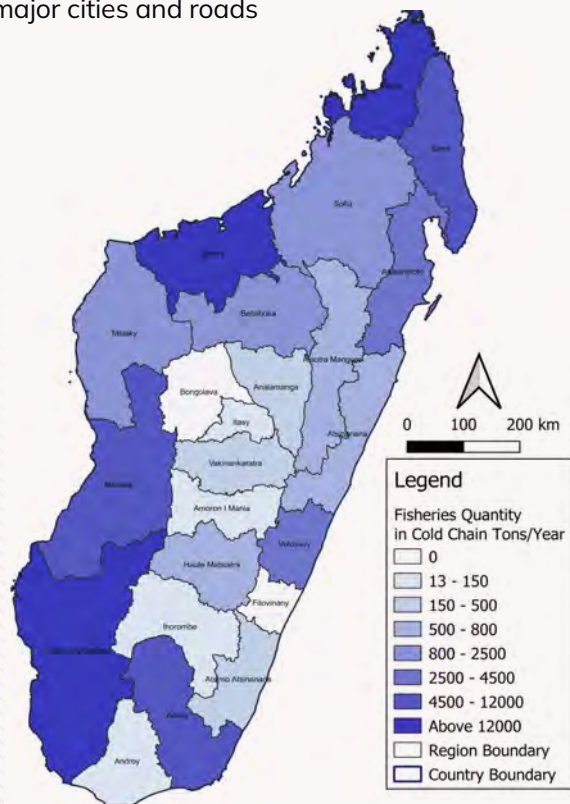 major cities and roads
Sava
Sofia
Boeny
Analanjirofo
Betsiboka
Melaky
Alaotra Mangoro
Analamanga
Bongolava
Itasy
Atsinanana
Vakinankaratra
Menabe
Amoron I Mania
Vatovavy
Haute Matsiatra
Fitovinany
Ihorombe
Atsimo Atsinanana
Anosy
Androy
0 100 200 km
Legend
Fisheries Quantity
in Cold Chain Tons/Year
0
13 - 150
150 - 500
500 - 800
800 - 2500
2500 - 4500
4500 - 12000
Above 12000
Region Boundary
Country Boundary